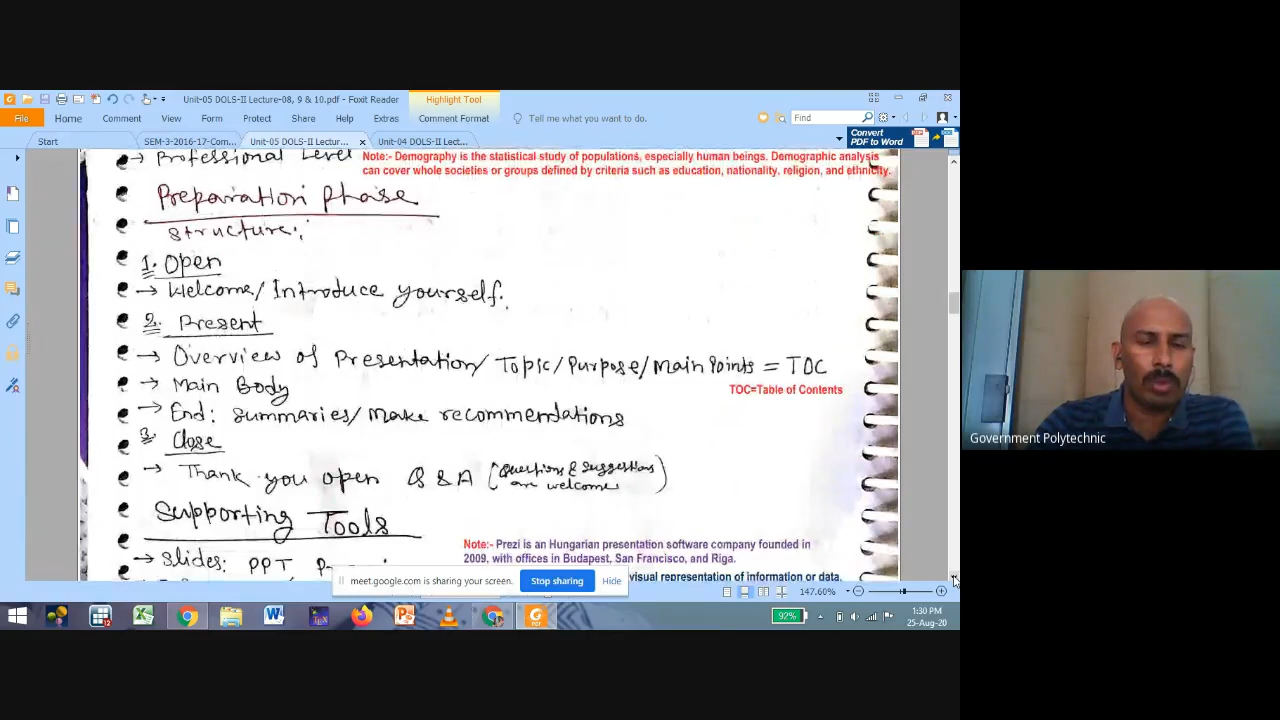 Unit-05 DOLS-II Lecture-08, 9 & 10.pdf - Foxit Reader
Highlight Tool
File
Home
Comment
View
Form
Protect
Share
Help
Extras
Comment Format
Tell me what you want to do...
Find
Start
SEM-3-2016-17-Com...
Unit-05 DOLS-II Lectur...
Unit-04 DOLS-II Lect...
Convert
PDF to Word
→ Professional Level
Note:- Demography is the statistical study of populations, especially human beings. Demographic analysis
can cover whole societies or groups defined by criteria such as education, nationality, religion, and ethnicity.
Preparation phase
Structure:
1. Open
→ Welcome/ Introduce yourself.
2. Present
→ Overview of Presentation/ Topic/Purpose/Main Points = TOC
TOC=Table of Contents
→ Main Body
→ End: Summaries/ Make recommendations
3. Close
→ Thank you open Q & A (Questions & Suggestions
are welcome)
Supporting Tools
Note:- Prezi is an Hungarian presentation software company founded in
2009, with offices in Budapest, San Francisco, and Riga.
→ Slides: PPT
visual representation of information or data.
meet.google.com is sharing your screen.
Stop sharing
Hide
147.60%
92%
1:30 PM
25-Aug-20
Government Polytechnic